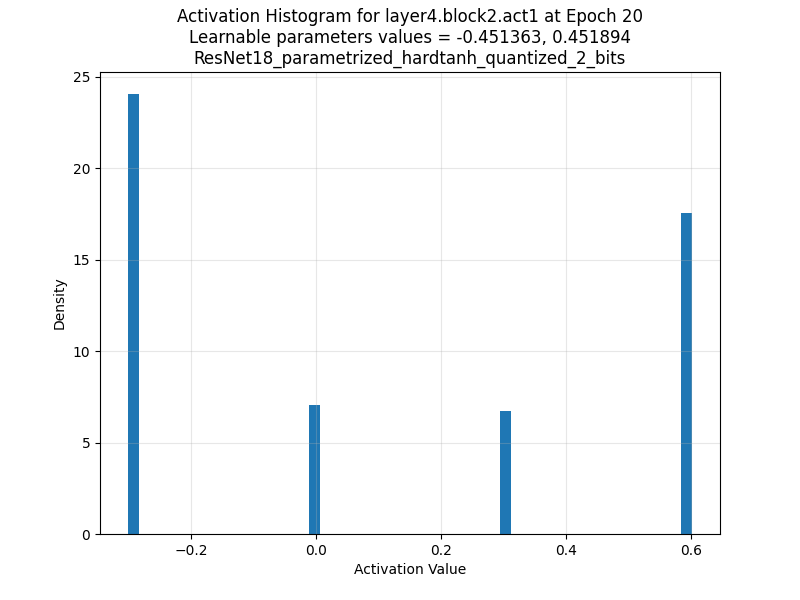 Activation Histogram for layer4.block2.act1 at Epoch 20
Learnable parameters values = -0.451363, 0.451894
ResNet18_parametrized_hardtanh_quantized_2_bits
25
20
15
10
5
0
Density
−0.2 0.0 0.2 0.4 0.6
Activation Value